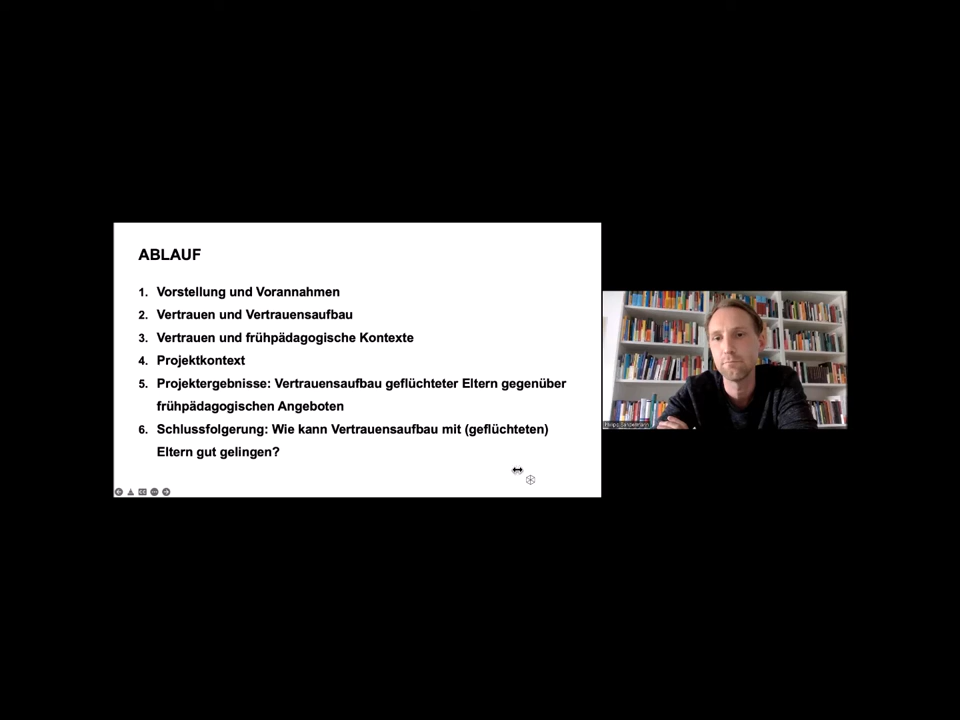 ABLAUF
1. Vorstellung und Vorannahmen
2. Vertrauen und Vertrauensaufbau
3. Vertrauen und frühpädagogische Kontexte
4. Projektkontext
5. Projektergebnisse: Vertrauensaufbau geflüchteter Eltern gegenüber
frühpädagogischen Angeboten
6. Schlussfolgerung: Wie kann Vertrauensaufbau mit (geflüchteten)
Eltern gut gelingen?